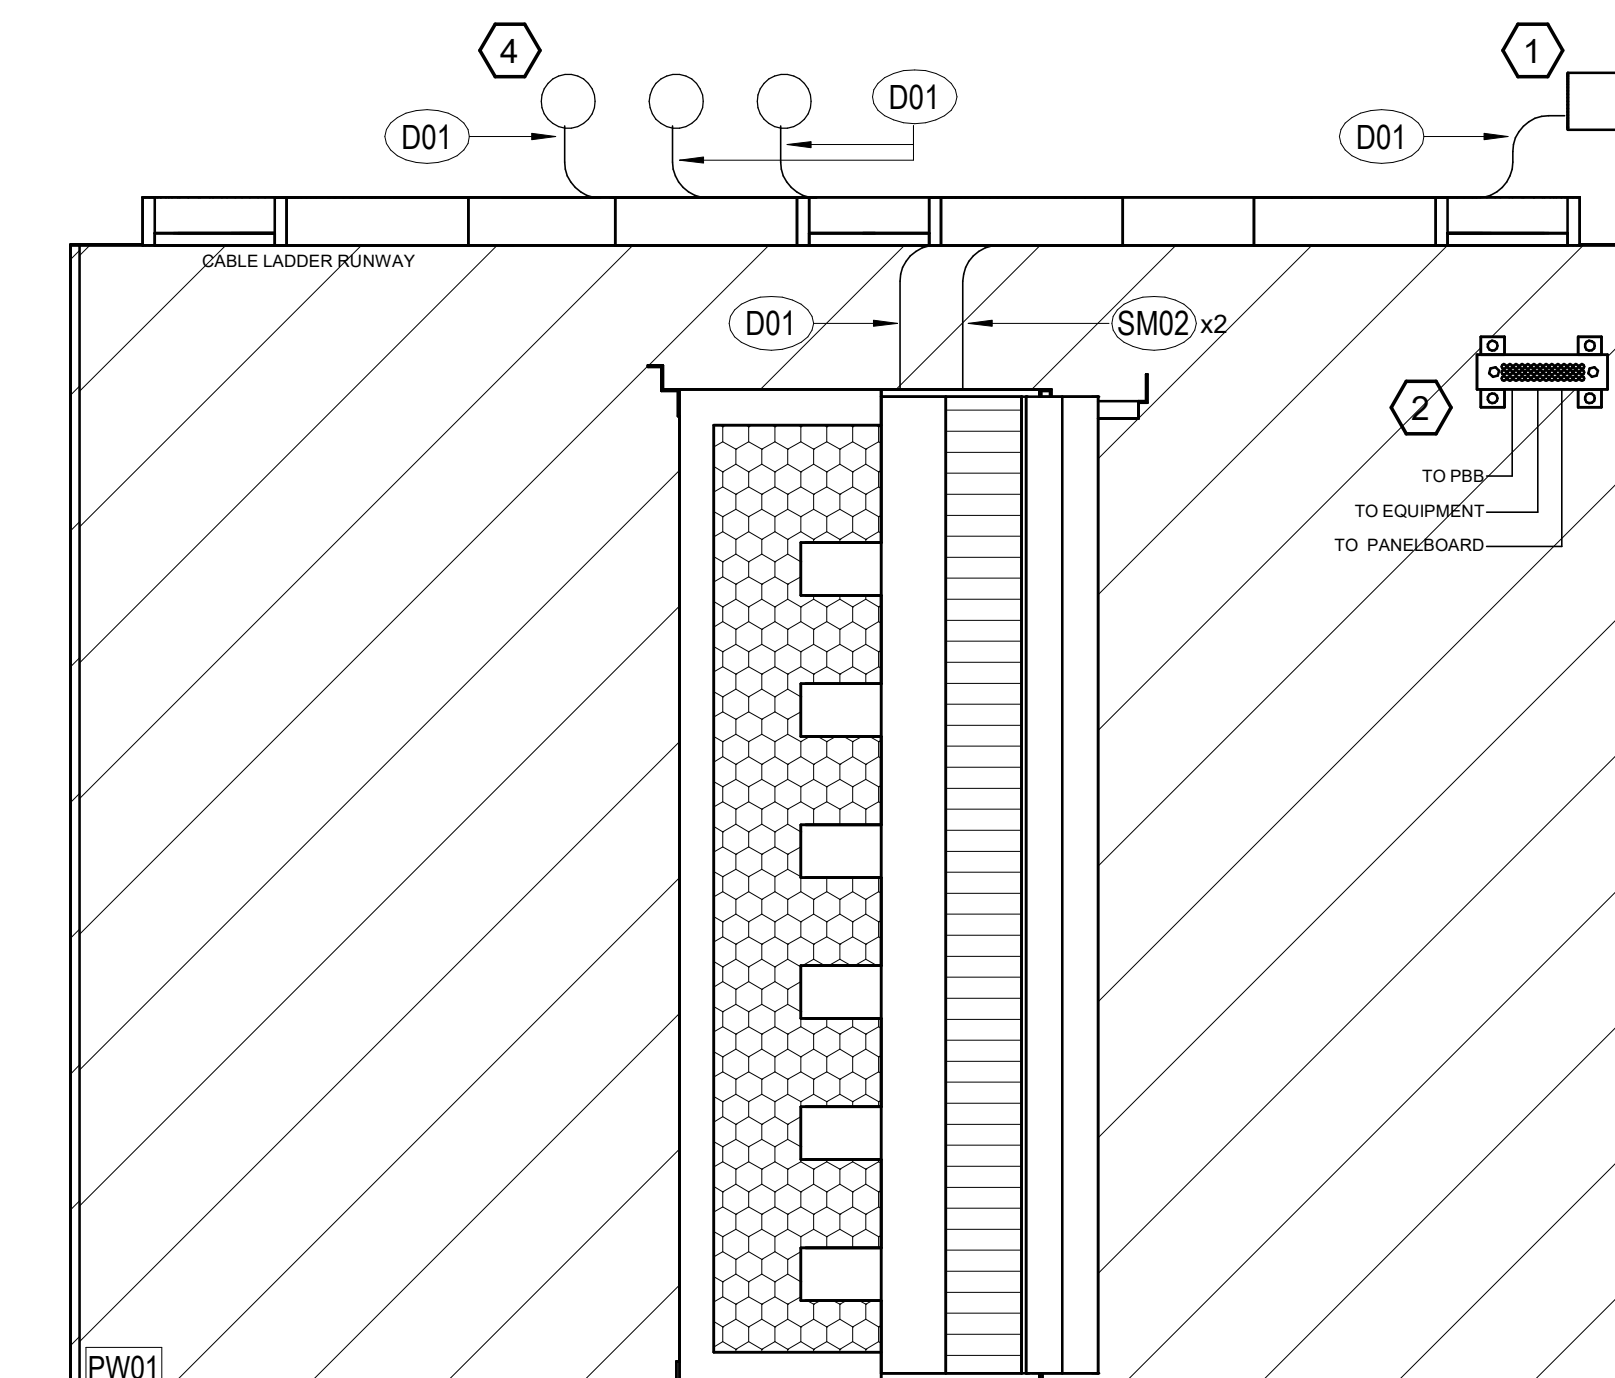 4
1
D01
D01
D01
CABLE LADDER RUNWAY
D01
SM02 x2
2
TO PBB
TO EQUIPMENT
TO PANELBOARD
PW01